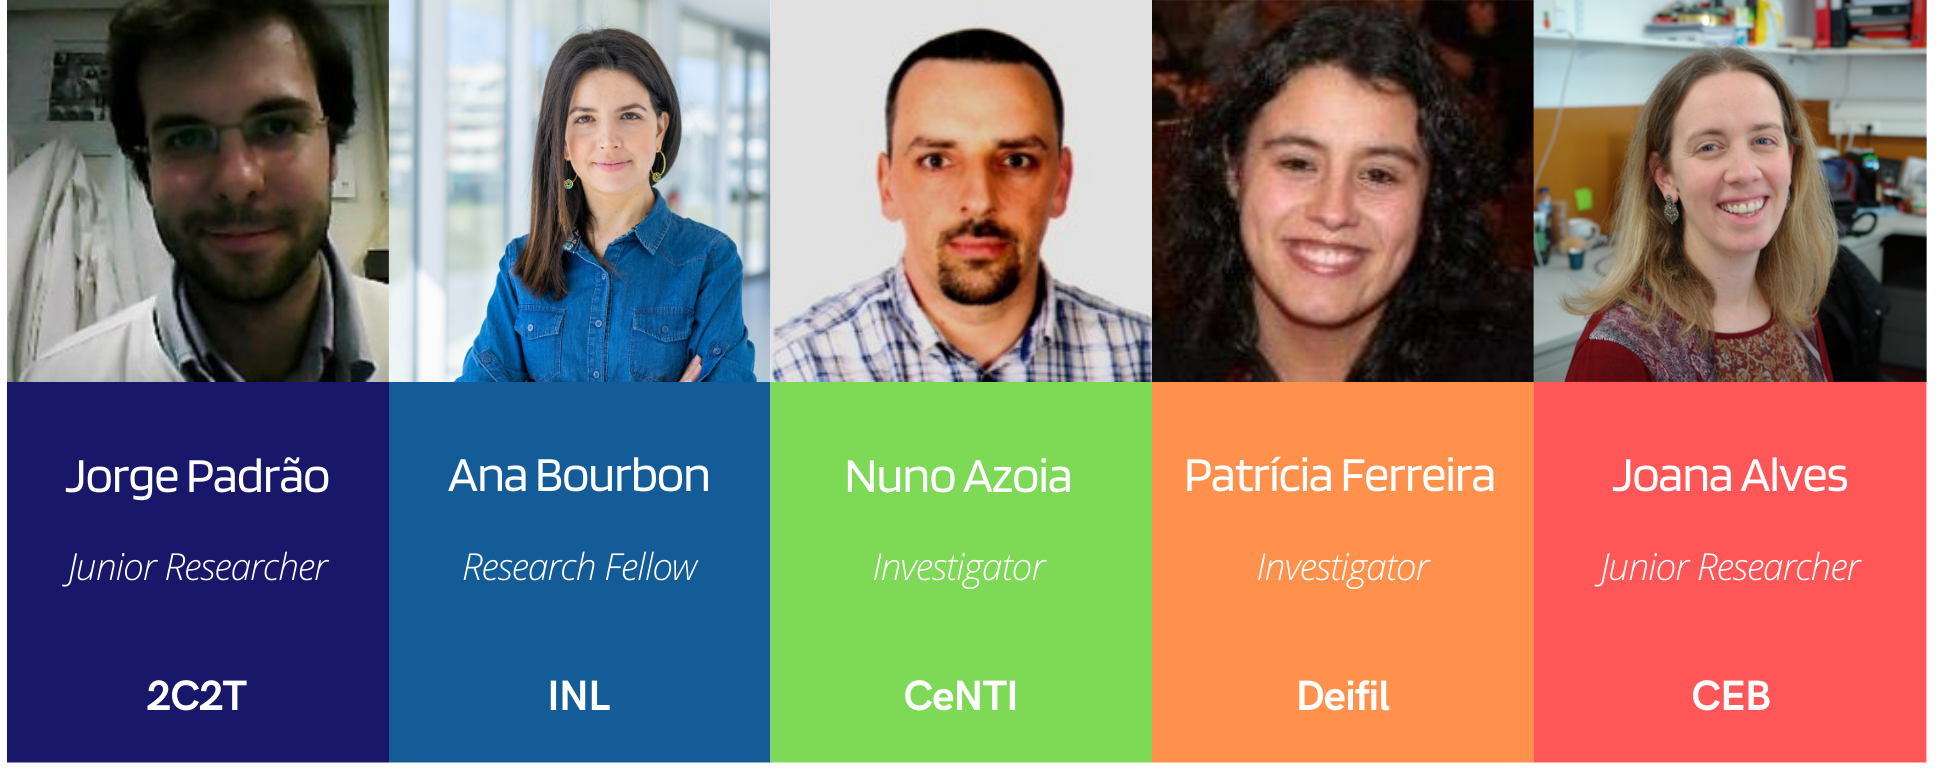 Jorge Padrão
Junior Researcher
2C2T
Ana Bourbon
Research Fellow
INL
Nuno Azoia
Investigator
CeNTI
Patrícia Ferreira
Investigator
Deifil
Joana Alves
Junior Researcher
CEB